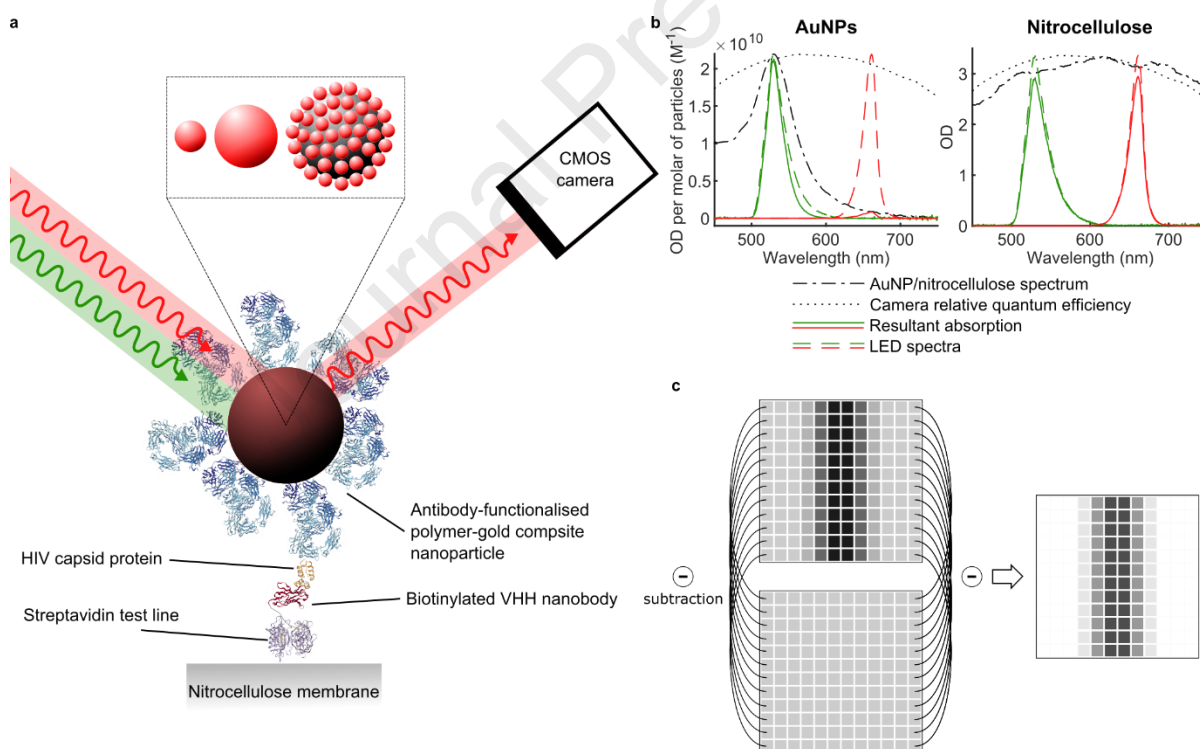 a
CMOS
camera
Antibody-functionalised
polymer-gold compsite
nanoparticle
HIV capsid protein
Biotinylated VHH nanobody
Streptavidin test line
Nitrocellulose membrane
b
AuNPs
Nitrocellulose
× 10¹⁰
OD per molar of particles (M⁻¹)
2
1.5
1
0.5
0
500
600
700
Wavelength (nm)
OD
3
2
1
0
500
600
700
Wavelength (nm)
AuNP/nitrocellulose spectrum
Camera relative quantum efficiency
Resultant absorption
LED spectra
c
subtraction
urnal Pre